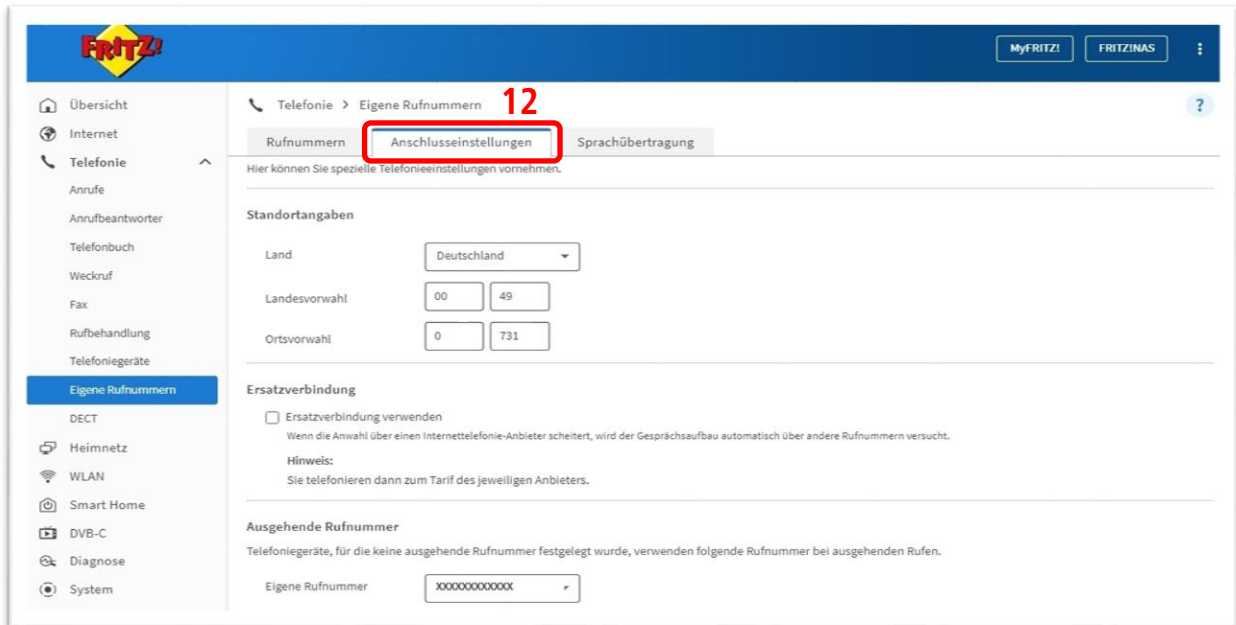 FRITZ!
MyFRITZ!
FRITZ!NAS
Übersicht
Internet
Telefonie
Anrufe
Anrufbeantworter
Telefonbuch
Weckruf
Fax
Rufbehandlung
Telefoniegeräte
Eigene Rufnummern
DECT
Heimnetz
WLAN
Smart Home
DVB-C
Diagnose
System
Telefonie > Eigene Rufnummern
12
?
Rufnummern
Anschlusseinstellungen
Sprachübertragung
Hier können Sie spezielle Telefonieeinstellungen vornehmen.
Standortangaben
Land Deutschland
Landesvorwahl 00 49
Ortsvorwahl 0 731
Ersatzverbindung
Ersatzverbindung verwenden
Wenn die Anwahl über einen Internettelefonie-Anbieter scheitert, wird der Gesprächsaufbau automatisch über andere Rufnummern versucht.
Hinweis:
Sie telefonieren dann zum Tarif des jeweiligen Anbieters.
Ausgehende Rufnummer
Telefoniegeräte, für die keine ausgehende Rufnummer festgelegt wurde, verwenden folgende Rufnummer bei ausgehenden Rufen.
Eigene Rufnummer XXXXXXXXXXXX